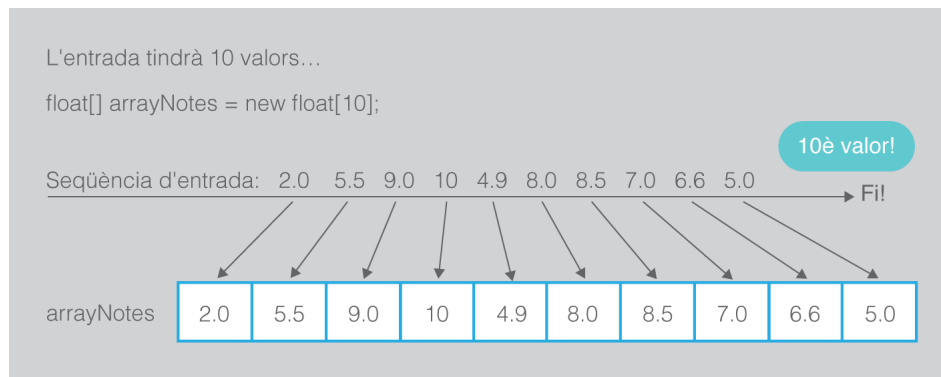 L'entrada tindrà 10 valors…
float[] arrayNotes = new float[10];
10è valor!
Seqüència d'entrada: 2.0 5.5 9.0 10 4.9 8.0 8.5 7.0 6.6 5.0
Fi!
arrayNotes 2.0 5.5 9.0 10 4.9 8.0 8.5 7.0 6.6 5.0